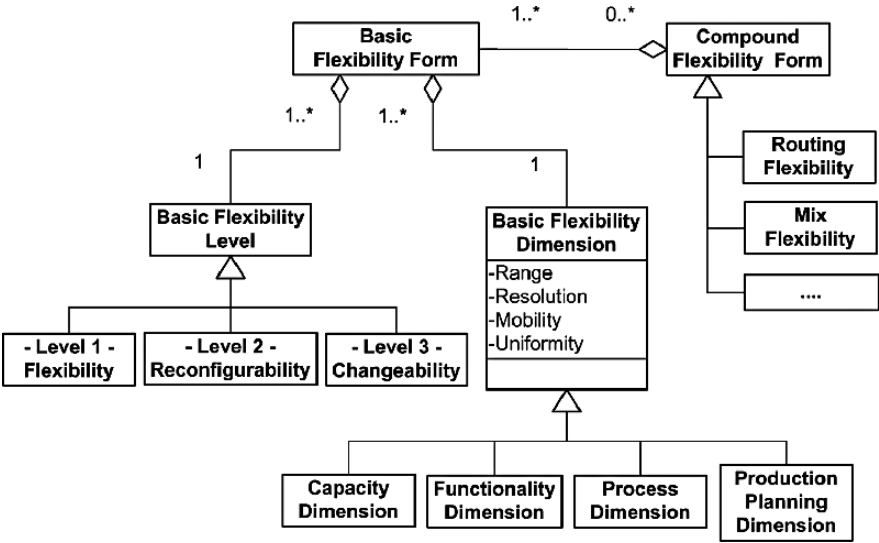 1..*
0..*
Basic
Flexibility Form
Compound
Flexibility Form
1..*
1..*
1
1
Routing
Flexibility
Mix
Flexibility
....
Basic Flexibility
Level
Basic Flexibility
Dimension
-Range
-Resolution
-Mobility
-Uniformity
- Level 1 -
Flexibility
- Level 2 -
Reconfigurability
- Level 3 -
Changeability
Capacity
Dimension
Functionality
Dimension
Process
Dimension
Production
Planning
Dimension